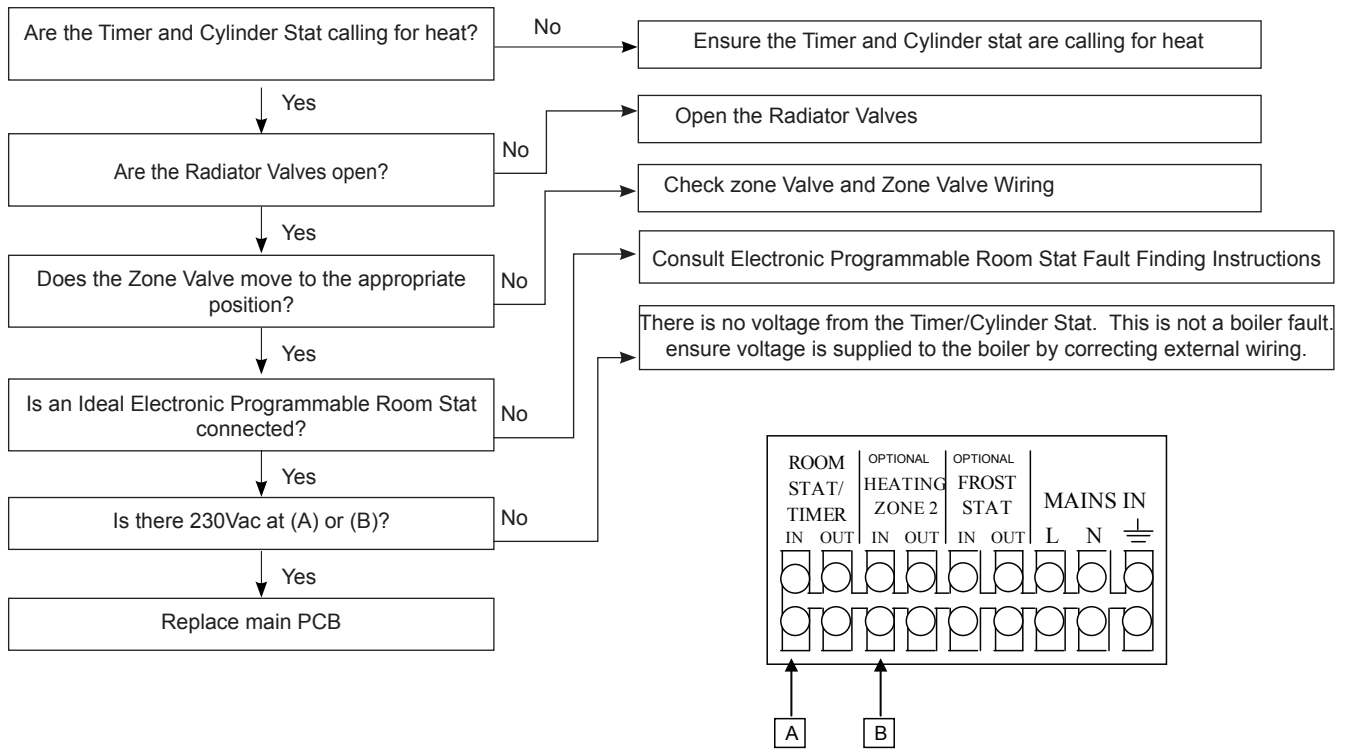 Are the Timer and Cylinder Stat calling for heat?
No
Ensure the Timer and Cylinder stat are calling for heat
Yes
Are the Radiator Valves open?
No
Open the Radiator Valves
Yes
Does the Zone Valve move to the appropriate
position?
No
Check zone Valve and Zone Valve Wiring
Yes
Is an Ideal Electronic Programmable Room Stat
connected?
No
Consult Electronic Programmable Room Stat Fault Finding Instructions
Yes
Is there 230Vac at (A) or (B)?
No
There is no voltage from the Timer/Cylinder Stat. This is not a boiler fault.
ensure voltage is supplied to the boiler by correcting external wiring.
Yes
Replace main PCB
ROOM
STAT/
TIMER
IN OUT
OPTIONAL
HEATING
ZONE 2
IN OUT
OPTIONAL
FROST
STAT
IN OUT
MAINS IN
L N
A
B